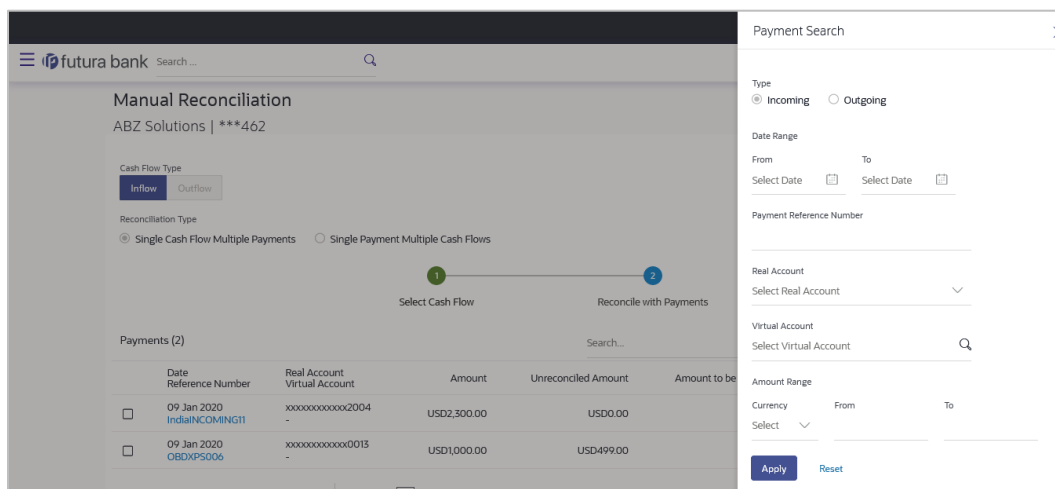 futura bank Search ...
Manual Reconciliation
ABZ Solutions | ***462
Cash Flow Type
Inflow Outflow
Reconciliation Type
Single Cash Flow Multiple Payments Single Payment Multiple Cash Flows
1 2
Select Cash Flow Reconcile with Payments
Payments (2) Search...
Date Real Account
Reference Number Virtual Account Amount Unreconciled Amount Amount to be
09 Jan 2020 xxxxxxxxxxxx2004
IndiaINCOMING11 - USD2,300.00 USD0.00
09 Jan 2020 xxxxxxxxxxxx0013
OBDXPS006 - USD1,000.00 USD499.00
Payment Search
Type
Incoming Outgoing
Date Range
From To
Select Date Select Date
Payment Reference Number
Real Account
Select Real Account
Virtual Account
Select Virtual Account
Amount Range
Currency From To
Select
Apply Reset